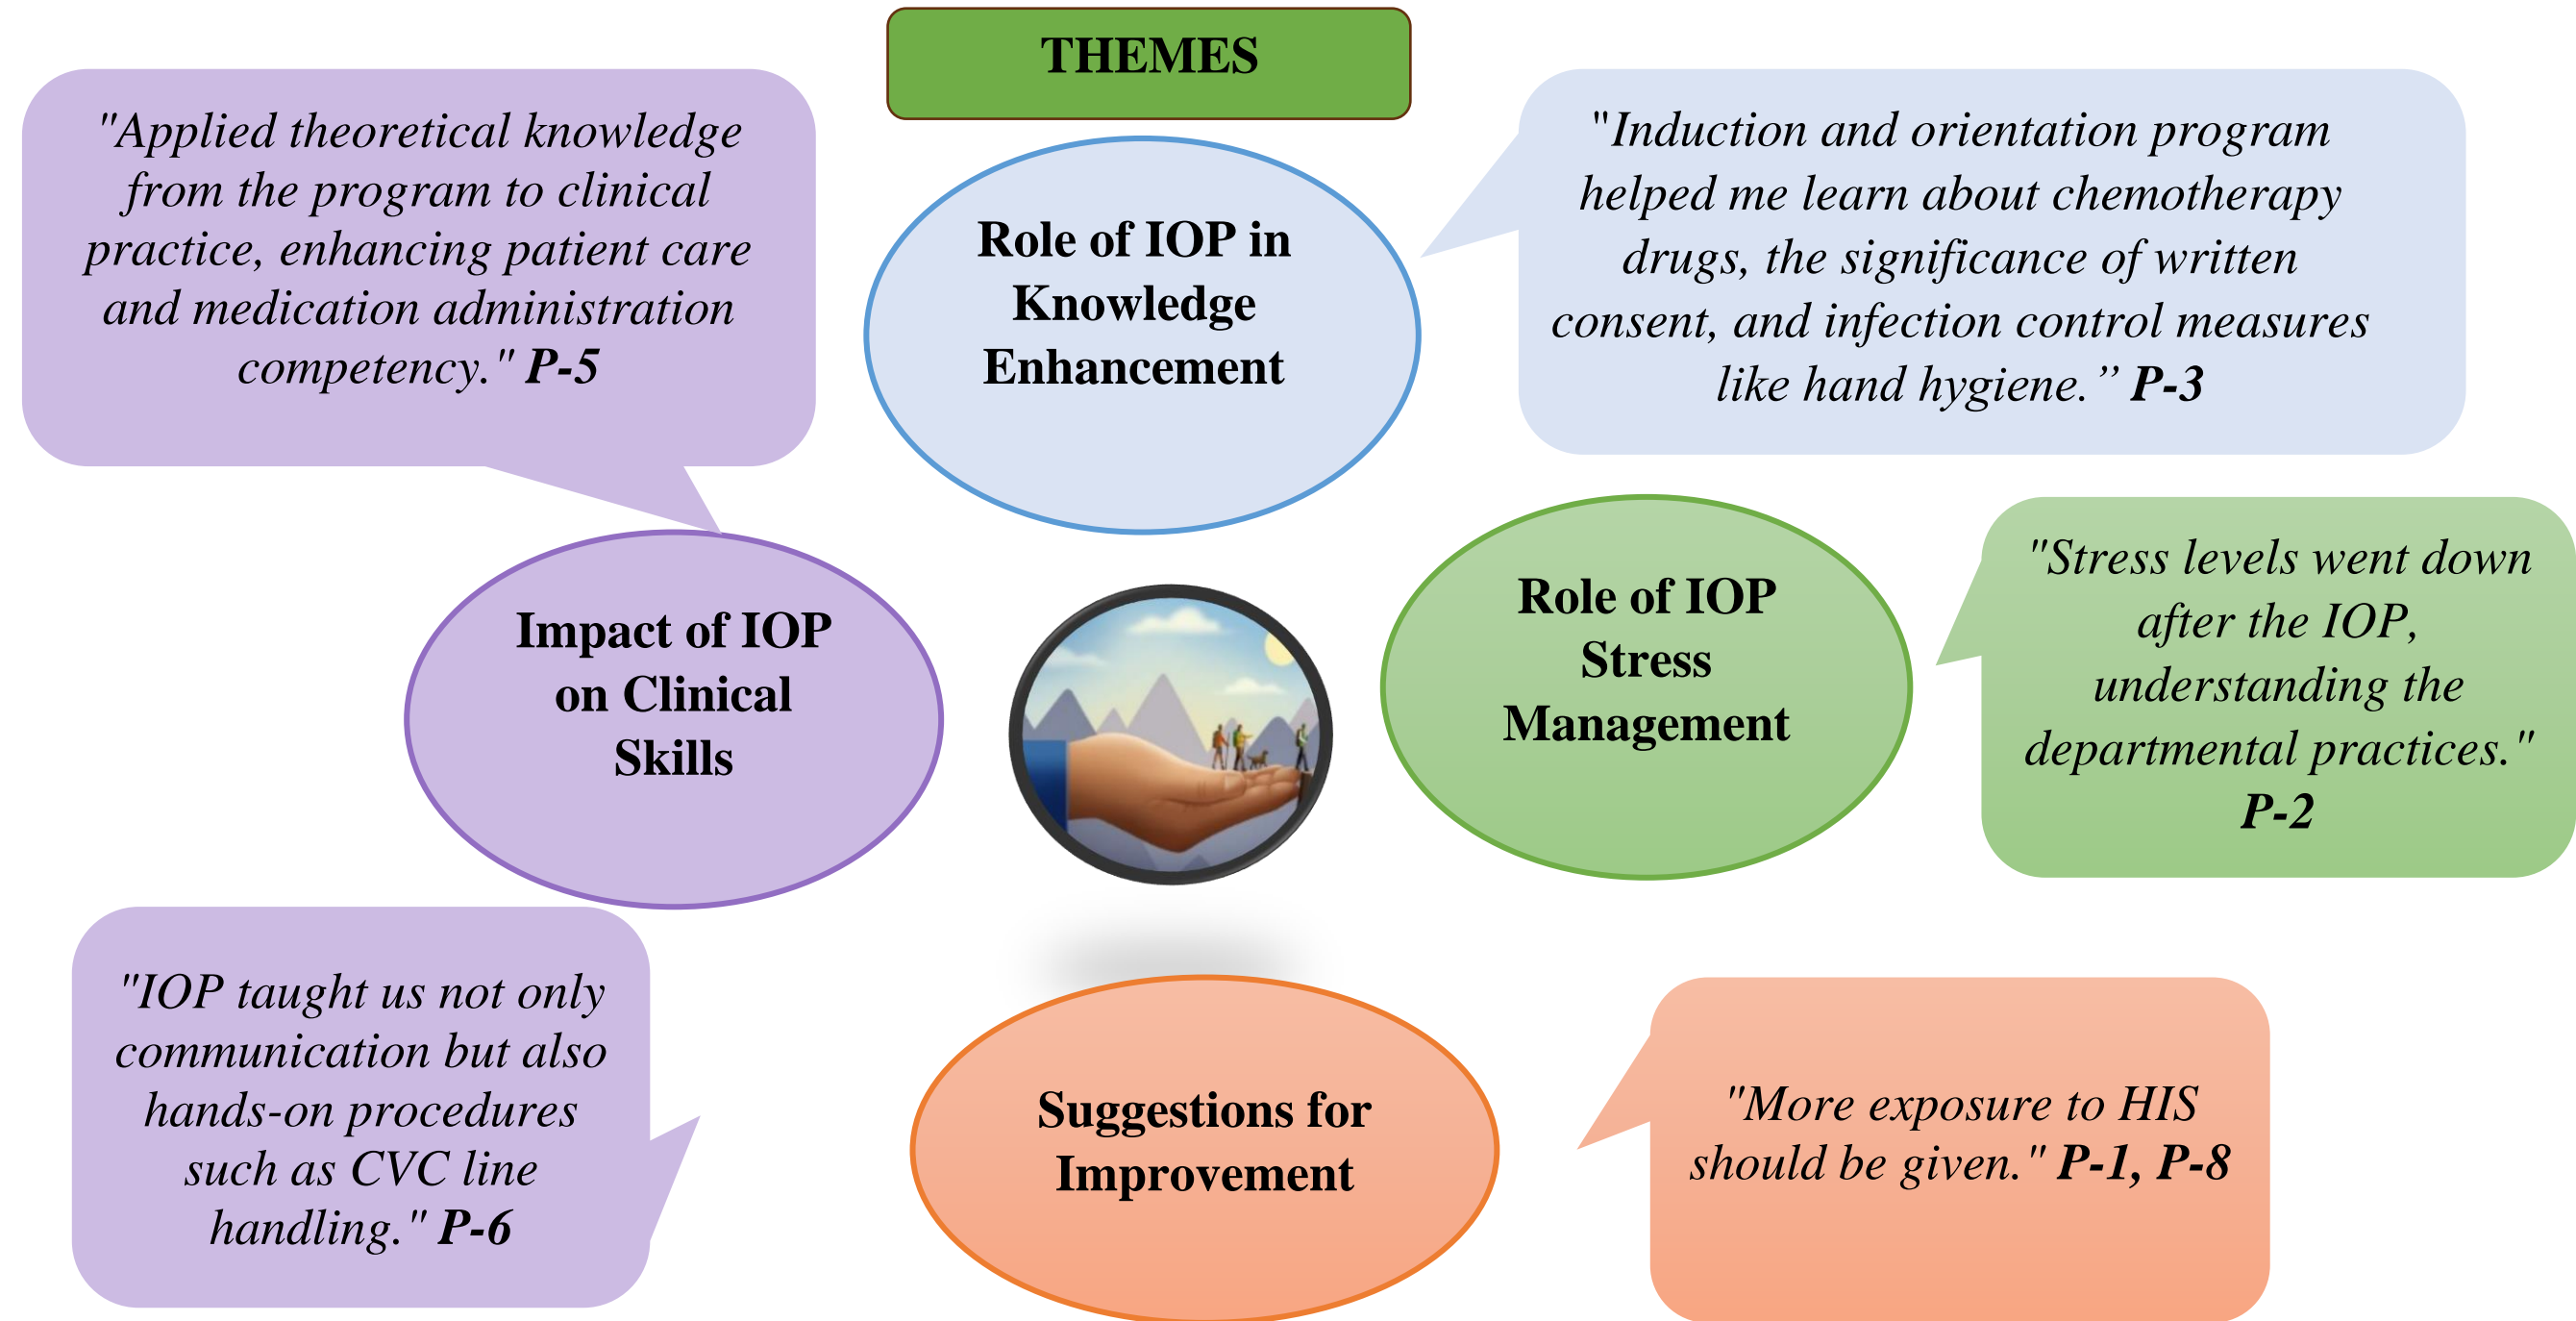 THEMES
"Applied theoretical knowledge
from the program to clinical
practice, enhancing patient care
and medication administration
competency." P-5
Role of IOP in
Knowledge
Enhancement
"Induction and orientation program
helped me learn about chemotherapy
drugs, the significance of written
consent, and infection control measures
like hand hygiene.” P-3
Impact of IOP
on Clinical
Skills
Role of IOP
Stress
Management
"Stress levels went down
after the IOP,
understanding the
departmental practices."
P-2
"IOP taught us not only
communication but also
hands-on procedures
such as CVC line
handling." P-6
Suggestions for
Improvement
"More exposure to HIS
should be given." P-1, P-8